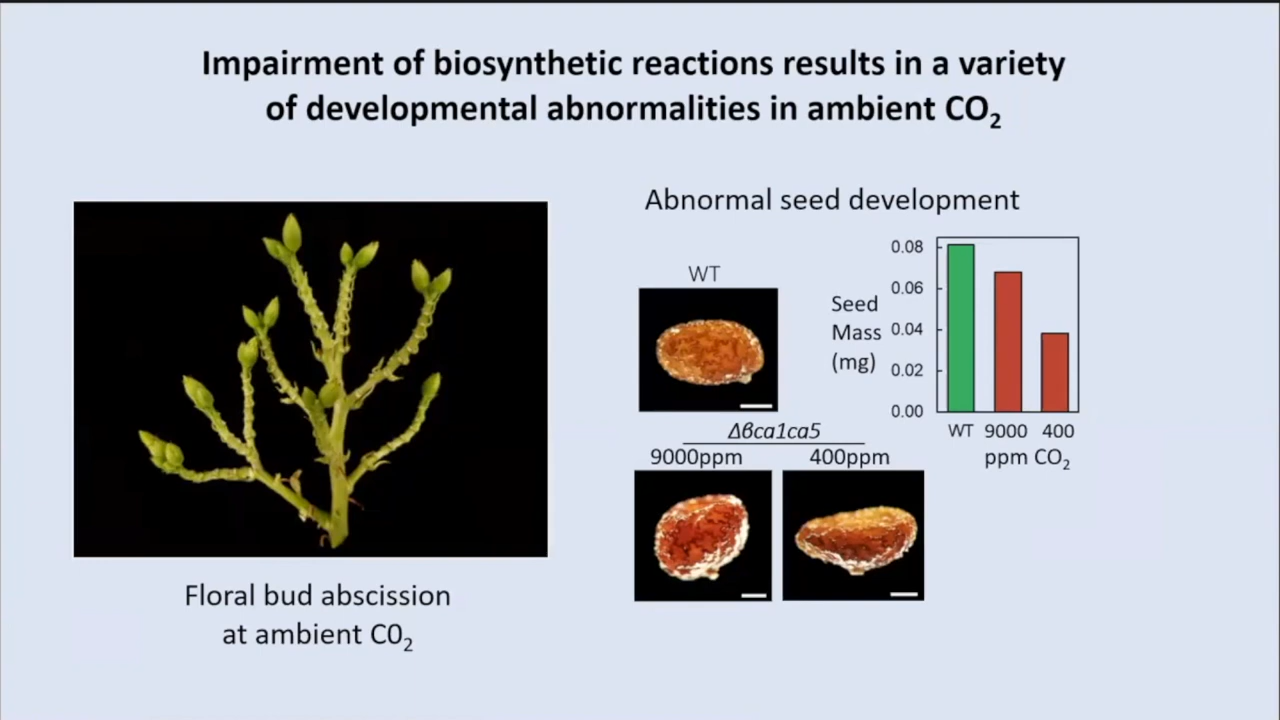 Impairment of biosynthetic reactions results in a variety
of developmental abnormalities in ambient CO₂
Abnormal seed development
WT
Δβca1ca5
9000ppm 400ppm
Seed
Mass
(mg)
0.08
0.06
0.04
0.02
0.00
WT 9000 400
ppm CO₂
Floral bud abscission
at ambient C0₂